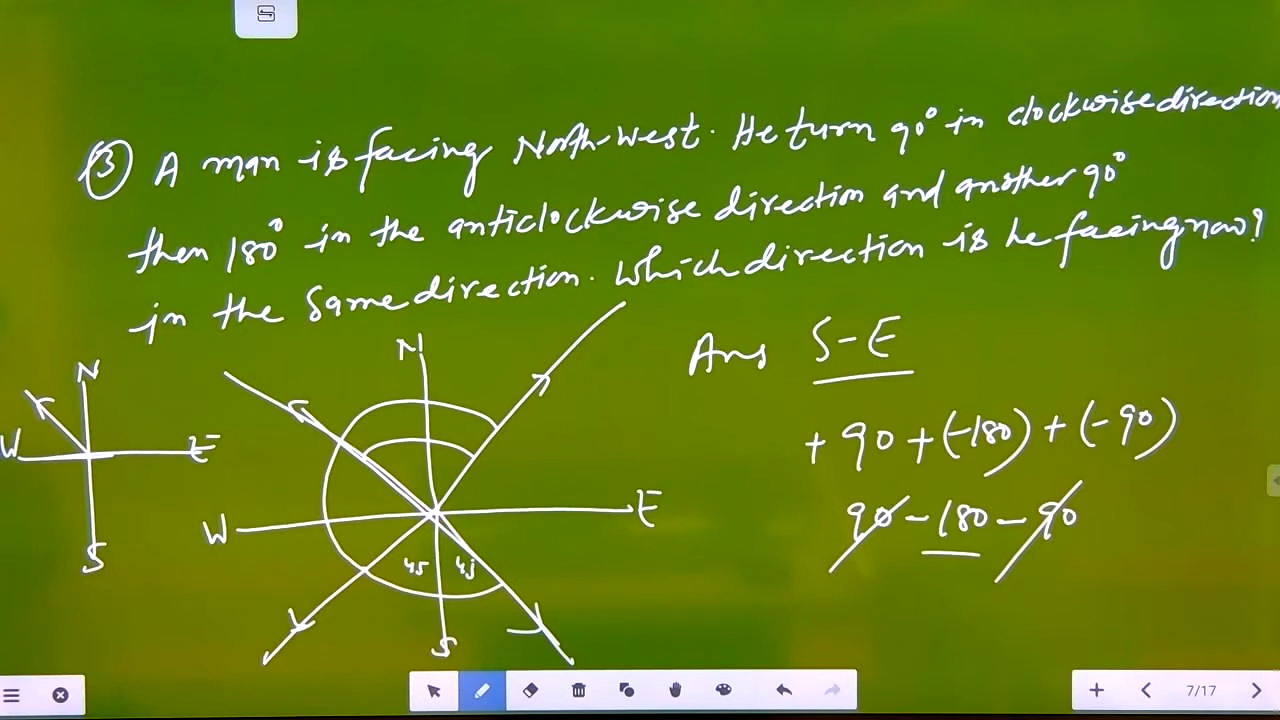 ③ A man is facing North-West. He turn 90° in clockwise direction
then 180° in the anticlockwise direction and another 90°
in the same direction. Which direction is he facing now?
Ans S-E
+90+(-180)+(-90)
90-180-90
N
W
E
S
N
W
E
45
45
S
7/17